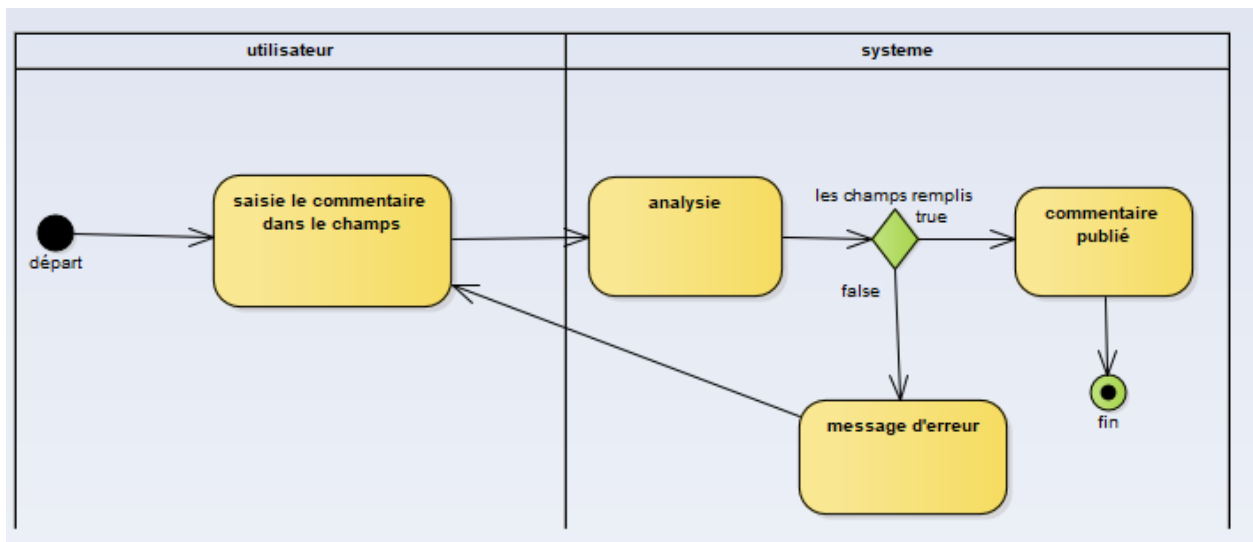 utilisateur
systeme
départ
saisie le commentaire
dans le champs
analysie
les champs remplis
true
false
commentaire
publié
message d'erreur
fin